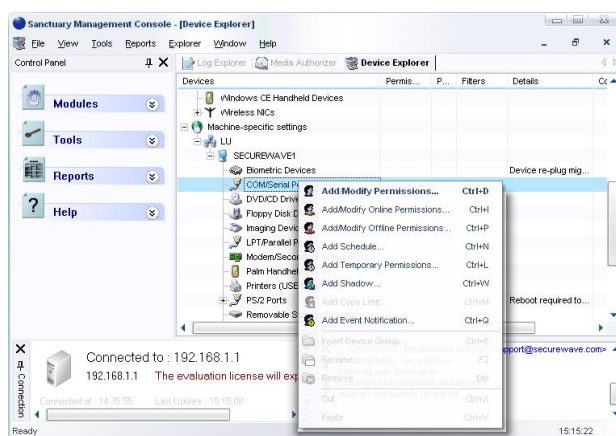 Sanctuary Management Console - [Device Explorer]
File View Tools Reports Explorer Window Help
Control Panel
Log Explorer Media Authorizer Device Explorer
Devices Permis... P... Filters Details
Modules
Tools
Reports
Help
Windows CE Handheld Devices
Wireless NICs
Machine-specific settings
LU
SECUREWAVE1
Biometric Devices Device re-plug mig...
COM/Serial
DVD/CD
Floppy Disk
Imaging
LPT/Parallel
Palm
Printers
PS/2 Ports Reboot required to...
Removable
Add/Modify Permissions... Ctrl+D
Add/Modify Online Permissions... Ctrl+I
Add/Modify Offline Permissions... Ctrl+P
Add Schedule... Ctrl+N
Add Temporary Permissions... Ctrl+L
Add Shadow... Ctrl+W
Add Copy Limit... Ctrl+M
Add Event Notification... Ctrl+Q
Insert Device Group... Ctrl+E
Rename... F2
Remove... Del
Cut Ctrl+X
Paste Ctrl+V
Connection
Connected to : 192.168.1.1
192.168.1.1 The evaluation license will
Connected at : 14:35:55 Last Update : 15:15:08
Ready 15:15:22